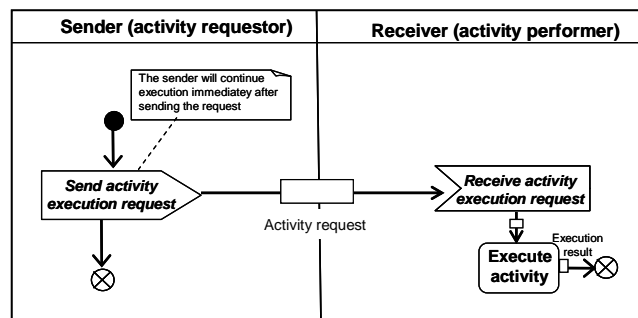 Sender (activity requestor)
Receiver (activity performer)
The sender will continue
execution immediatey after
sending the request
Send activity
execution request
Activity request
Receive activity
execution request
Execute
activity
Execution
result